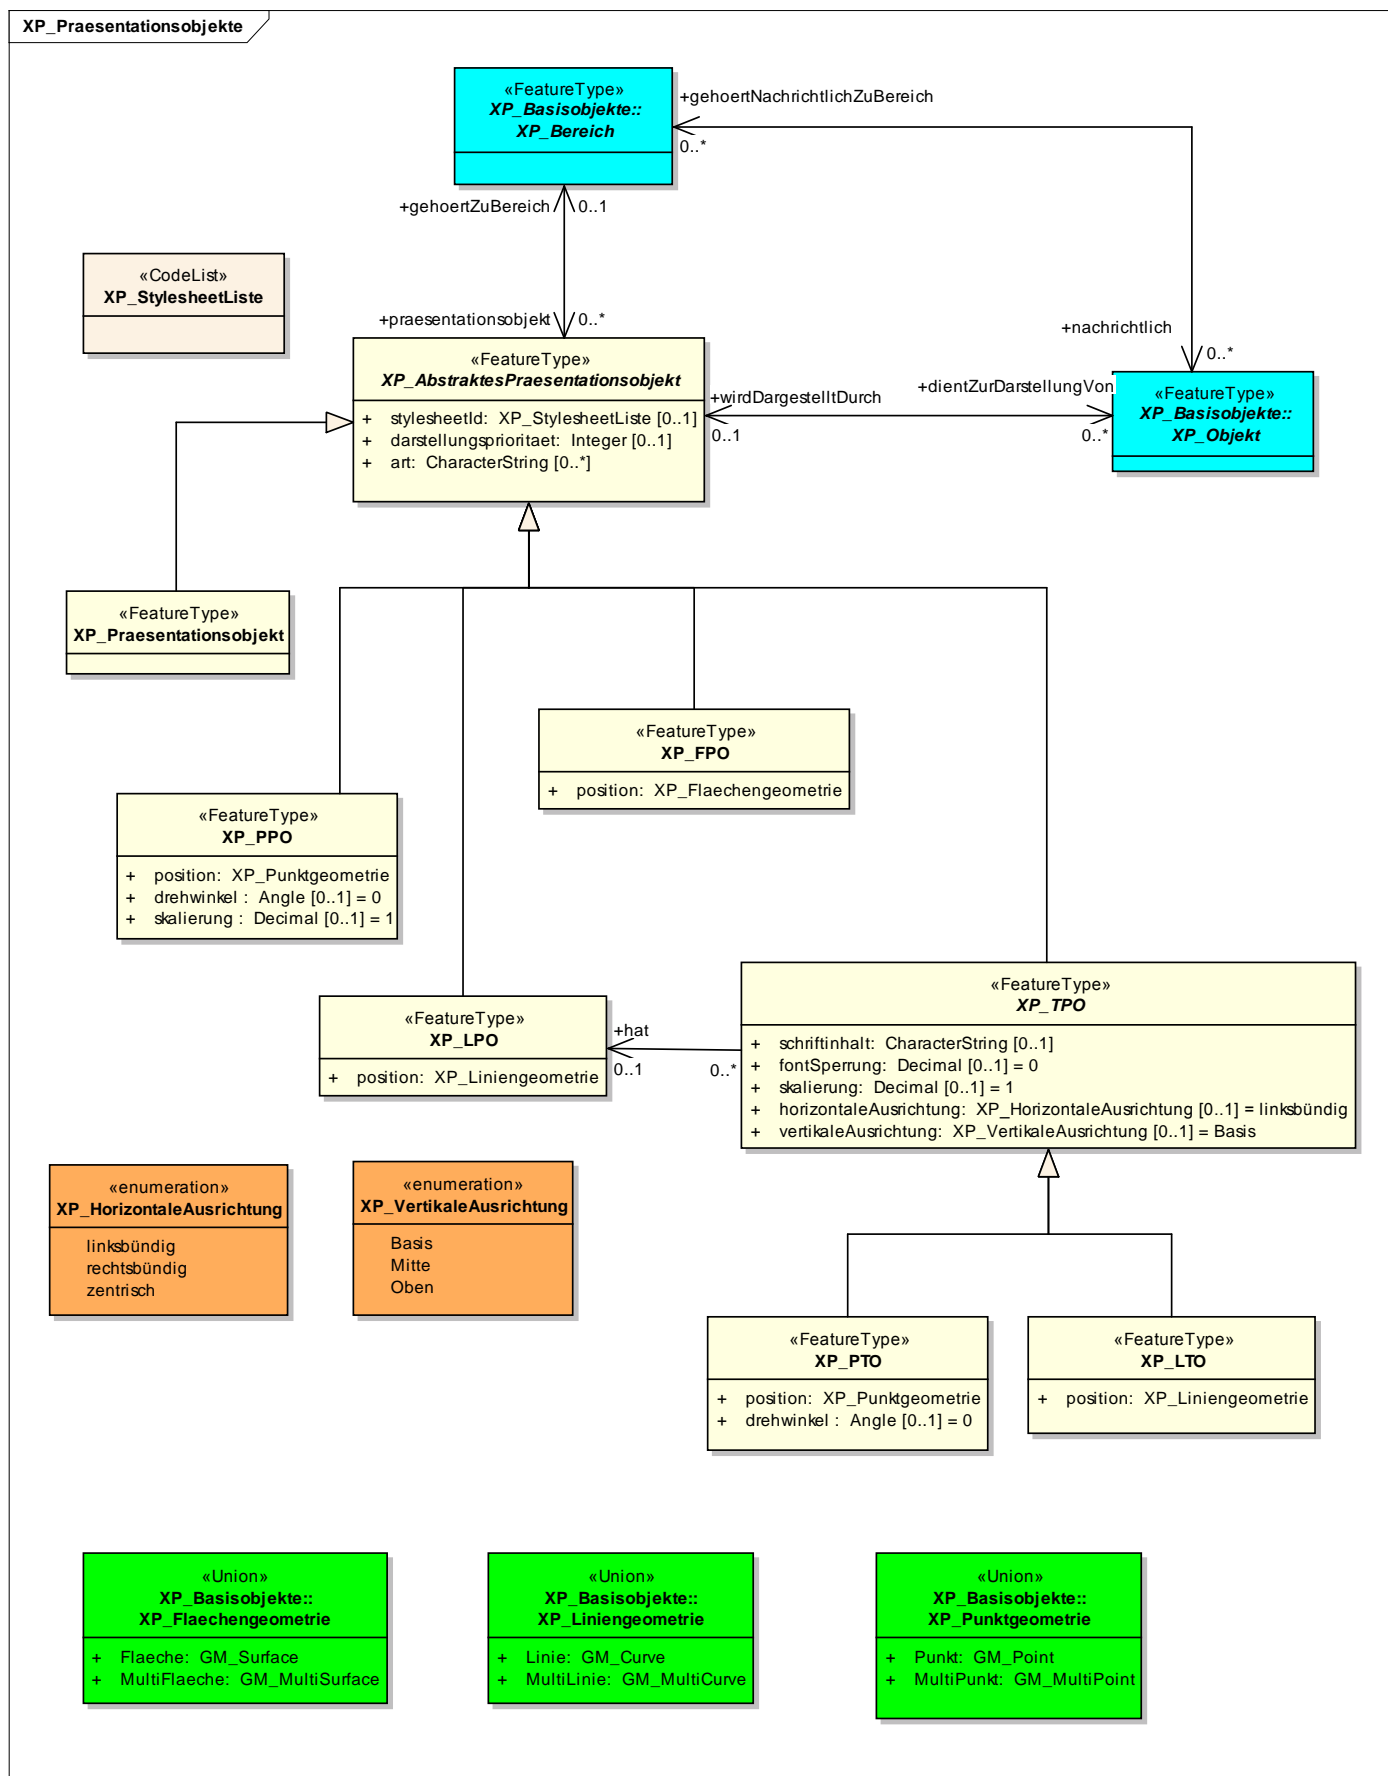 XP_Praesentationsobjekte
«FeatureType»
XP_Basisobjekte::
XP_Bereich
+gehoertNachrichtlichZuBereich
0..*
+gehoertZuBereich
0..1
«CodeList»
XP_StylesheetListe
+praesentationsobjekt
0..*
+nachrichtlich
0..*
«FeatureType»
XP_AbstraktesPraesentationsobjekt
+ stylesheetId: XP_StylesheetListe [0..1]
+ darstellungsprioritaet: Integer [0..1]
+ art: CharacterString [0..*]
+wirdDargestelltDurch
0..1
+dientZurDarstellungVon
0..*
«FeatureType»
XP_Basisobjekte::
XP_Objekt
«FeatureType»
XP_Praesentationsobjekt
«FeatureType»
XP_FPO
+ position: XP_Flaechengeometrie
«FeatureType»
XP_PPO
+ position: XP_Punktgeometrie
+ drehwinkel : Angle [0..1] = 0
+ skalierung : Decimal [0..1] = 1
«FeatureType»
XP_LPO
+ position: XP_Liniengeometrie
+hat
0..1
0..*
«FeatureType»
XP_TPO
+ schriftinhalt: CharacterString [0..1]
+ fontSperrung: Decimal [0..1] = 0
+ skalierung: Decimal [0..1] = 1
+ horizontaleAusrichtung: XP_HorizontaleAusrichtung [0..1] = linksbündig
+ vertikaleAusrichtung: XP_VertikaleAusrichtung [0..1] = Basis
«enumeration»
XP_HorizontaleAusrichtung
linksbündig
rechtsbündig
zentrisch
«enumeration»
XP_VertikaleAusrichtung
Basis
Mitte
Oben
«FeatureType»
XP_PTO
+ position: XP_Punktgeometrie
+ drehwinkel : Angle [0..1] = 0
«FeatureType»
XP_LTO
+ position: XP_Liniengeometrie
«Union»
XP_Basisobjekte::
XP_Flaechengeometrie
+ Flaeche: GM_Surface
+ MultiFlaeche: GM_MultiSurface
«Union»
XP_Basisobjekte::
XP_Liniengeometrie
+ Linie: GM_Curve
+ MultiLinie: GM_MultiCurve
«Union»
XP_Basisobjekte::
XP_Punktgeometrie
+ Punkt: GM_Point
+ MultiPunkt: GM_MultiPoint